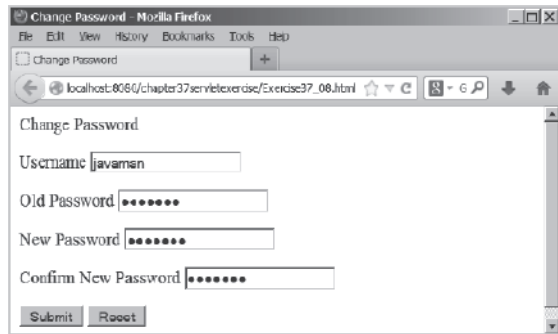 Change Password - Mozilla Firefox
File Edit View History Bookmarks Tools Help
Change Password +
localhost:8080/chapter37servletexercise/Exercise37_08.html
Change Password
Username javaman
Old Password •••••••
New Password •••••••
Confirm New Password •••••••
Submit Reset